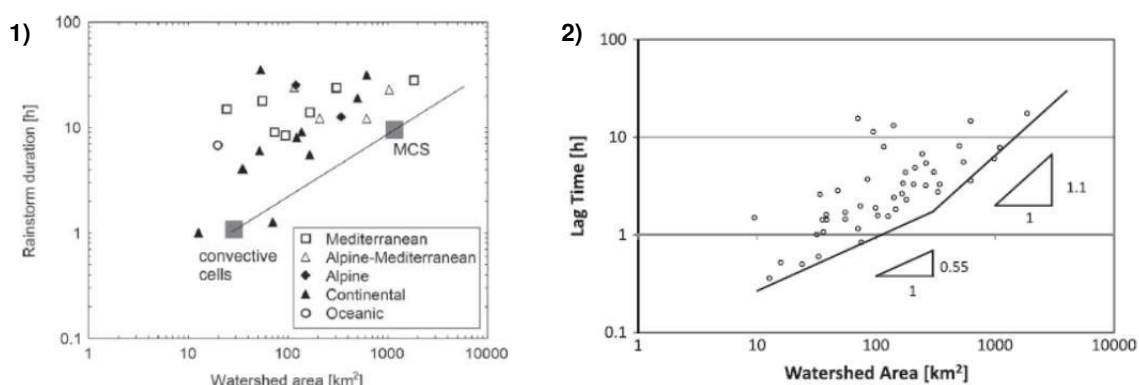 1)
100
10
1
0.1
Rainstorm duration [h]
MCS
convective
cells
Mediterranean
Alpine-Mediterranean
Alpine
Continental
Oceanic
1
10
100
1000
10000
Watershed area [km²]
2)
100
10
1
0.1
Lag Time [h]
1.1
1
0.55
1
1
10
100
1000
10000
Watershed Area [km²]